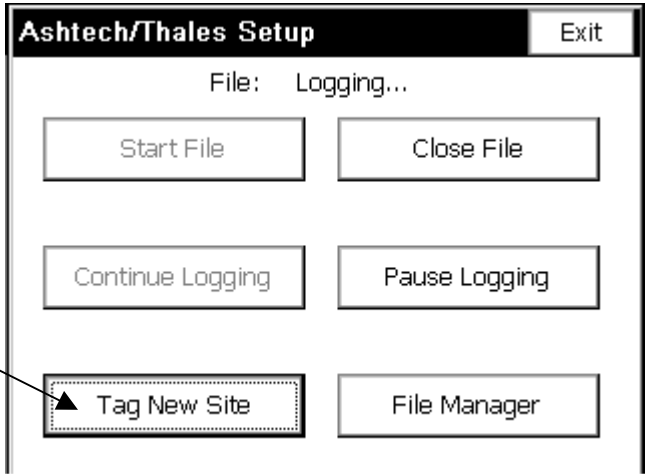 Ashtech/Thales Setup Exit
File: Logging...
Start File Close File
Continue Logging Pause Logging
Tag New Site File Manager